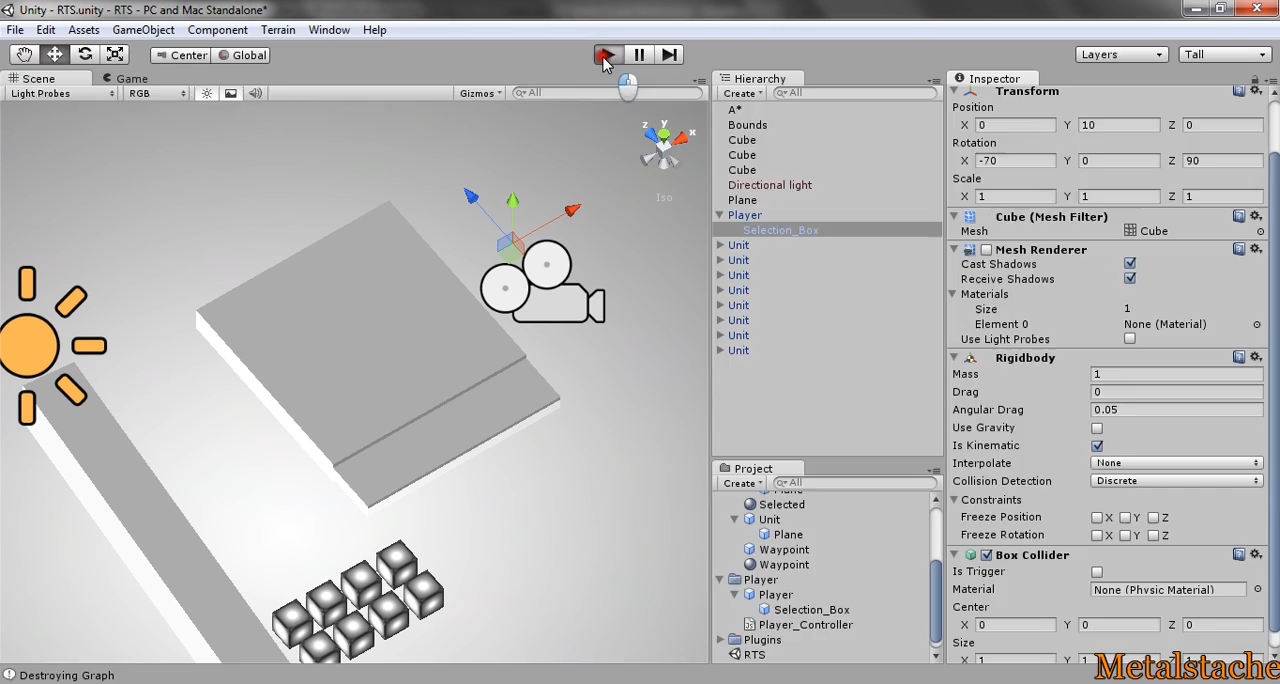 Unity - RTS.unity - RTS - PC and Mac Standalone*
File Edit Assets GameObject Component Terrain Window Help
Center Global Layers Tall
Scene Game
Light Probes RGB Gizmos All
z y x
Iso
Hierarchy
Create All
A*
Bounds
Cube
Cube
Cube
Directional light
Plane
Player
Selection_Box
Unit
Unit
Unit
Unit
Unit
Unit
Unit
Unit
Project
Create All
Plane
Selected
Unit
Plane
Waypoint
Waypoint
Player
Player
Selection_Box
Player_Controller
Plugins
RTS
Inspector
Transform
Position
X 0 Y 10 Z 0
Rotation
X -70 Y 0 Z 90
Scale
X 1 Y 1 Z 1
Cube (Mesh Filter)
Mesh Cube
Mesh Renderer
Cast Shadows
Receive Shadows
Materials
Size 1
Element 0 None (Material)
Use Light Probes
Rigidbody
Mass 1
Drag 0
Angular Drag 0.05
Use Gravity
Is Kinematic
Interpolate None
Collision Detection Discrete
Constraints
Freeze Position X Y Z
Freeze Rotation X Y Z
Box Collider
Is Trigger
Material None (Physic Material)
Center
X 0 Y 0 Z 0
Size
X 1 Y 1 Z 1
Destroying Graph
Metalstache